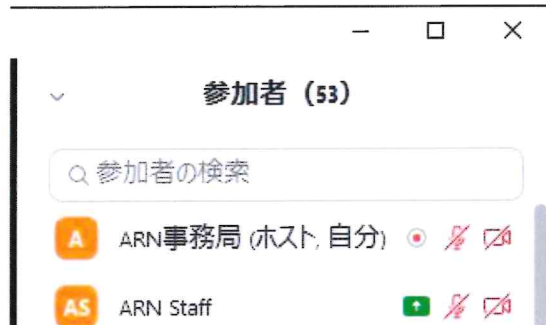 参加者 (53)
参加者の検索
A ARN事務局 (ホスト, 自分)
AS ARN Staff